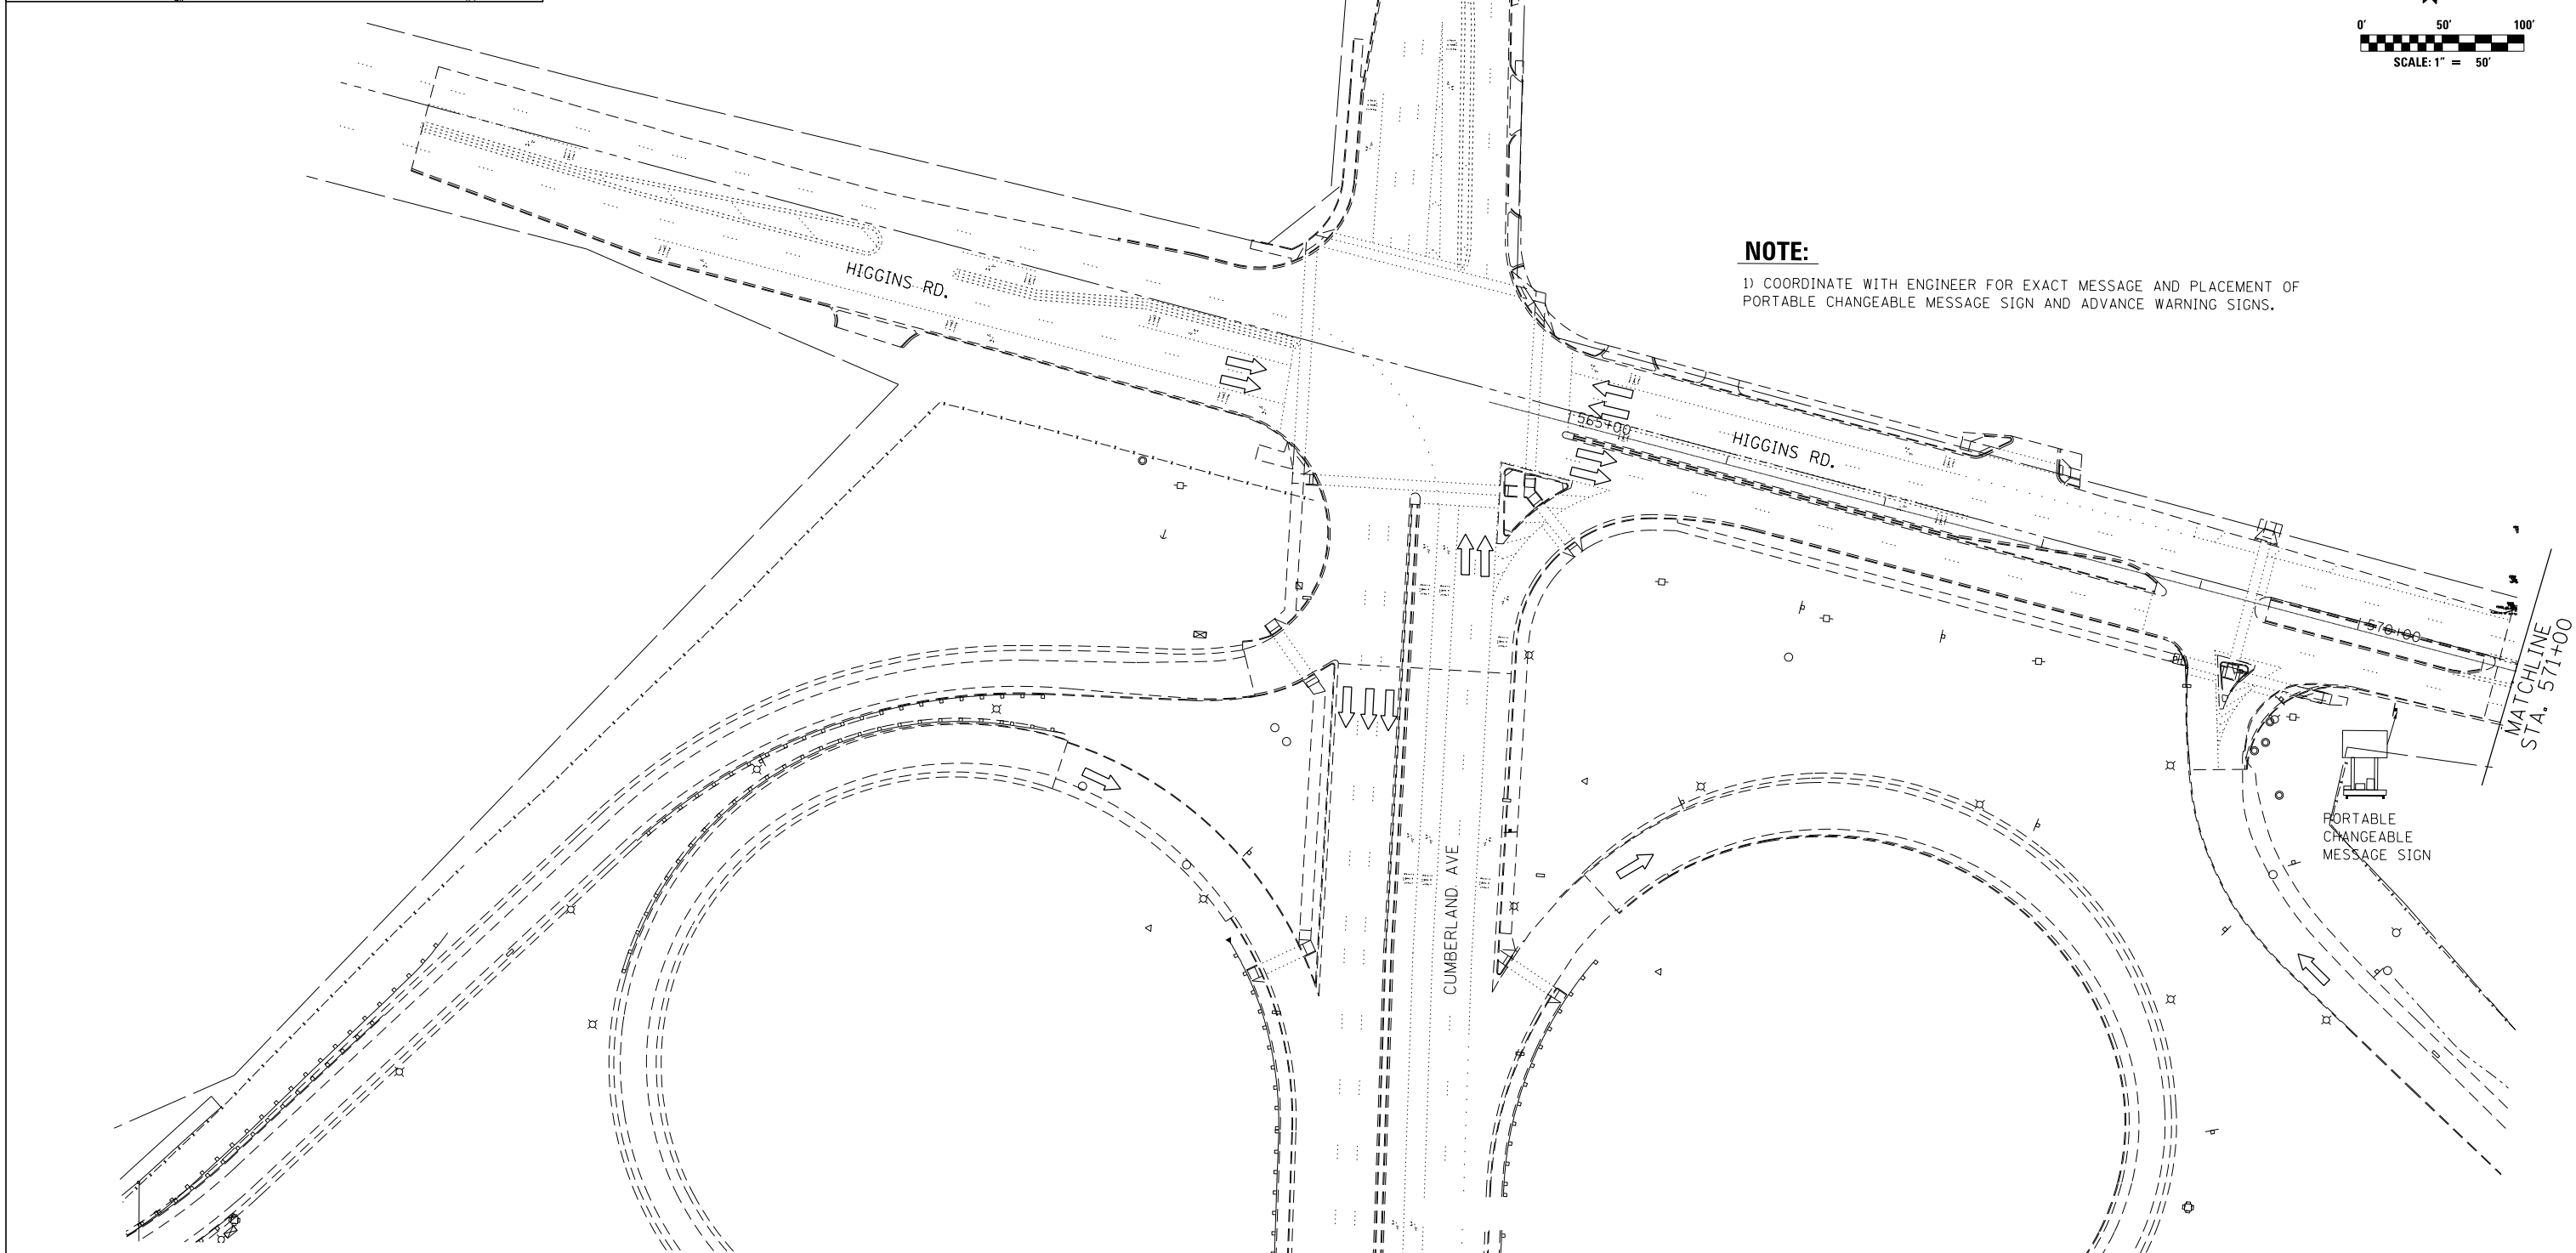 0' 50' 100'
SCALE: 1" = 50'
HIGGINS RD.
NOTE:
1) COORDINATE WITH ENGINEER FOR EXACT MESSAGE AND PLACEMENT OF
PORTABLE CHANGEABLE MESSAGE SIGN AND ADVANCE WARNING SIGNS.
565+00
HIGGINS RD.
570+00
MATCHLINE
STA. 571+00
PORTABLE
CHANGEABLE
MESSAGE SIGN
CUMBERLAND AVE